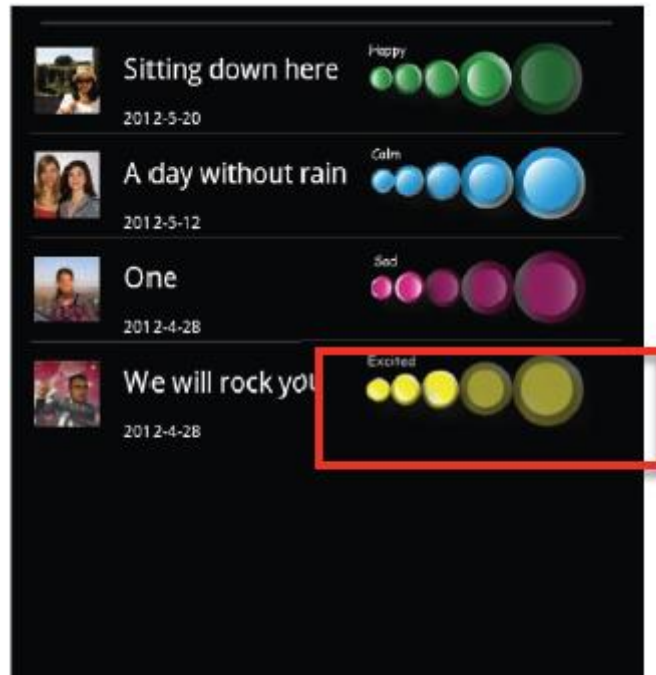 Sitting down here
Happy
2012-5-20
A day without rain
Calm
2012-5-12
One
Sad
2012-4-28
We will rock you
Excited
2012-4-28